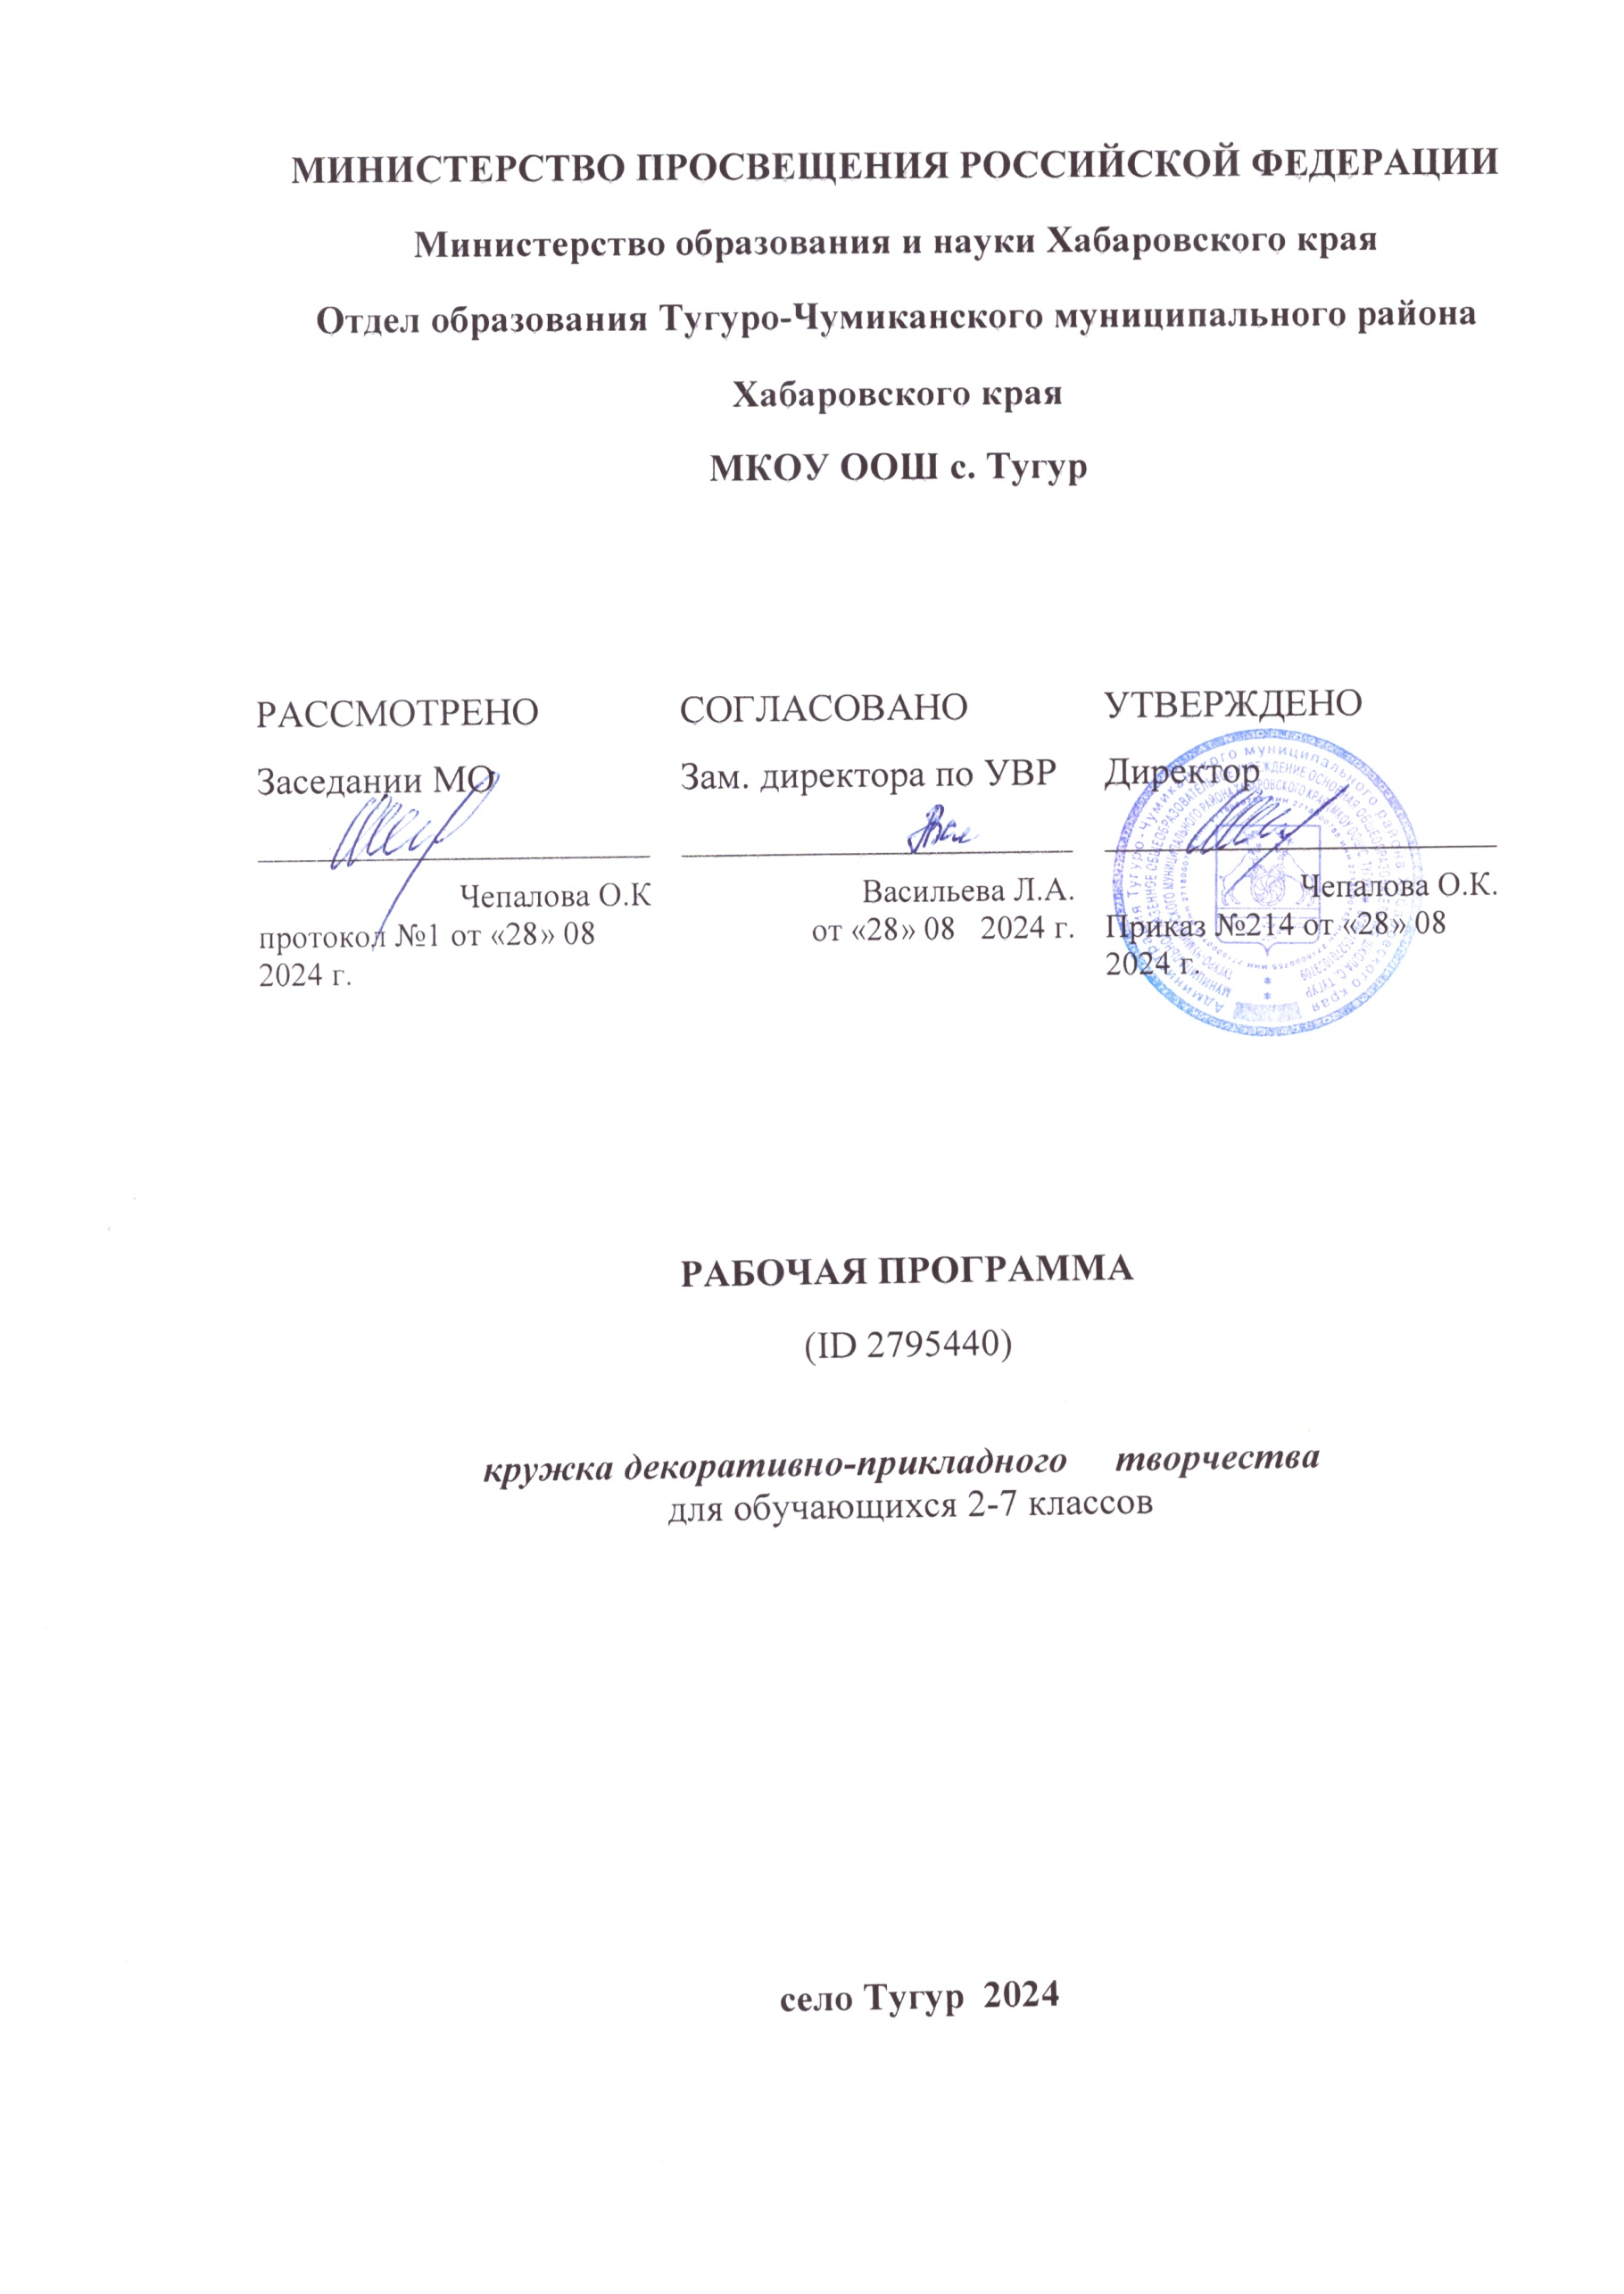 МИНИСТЕРСТВО ПРОСВЕЩЕНИЯ РОССИЙСКОЙ ФЕДЕРАЦИИ
Министерство образования и науки Хабаровского края
Отдел образования Тугуро-Чумиканского муниципального района
Хабаровского края
МКОУ ООШ с. Тугур
РАССМОТРЕНО
Заседании МО
Чепалова О.К
протокол №1 от «28» 08
2024 г.
СОГЛАСОВАНО
Зам. директора по УВР
Васильева Л.А.
от «28» 08 2024 г.
УТВЕРЖДЕНО
Директор
Чепалова О.К.
Приказ №214 от «28» 08
2024 г.
РАБОЧАЯ ПРОГРАММА
(ID 2795440)
кружка декоративно-прикладного творчества
для обучающихся 2-7 классов
село Тугур 2024